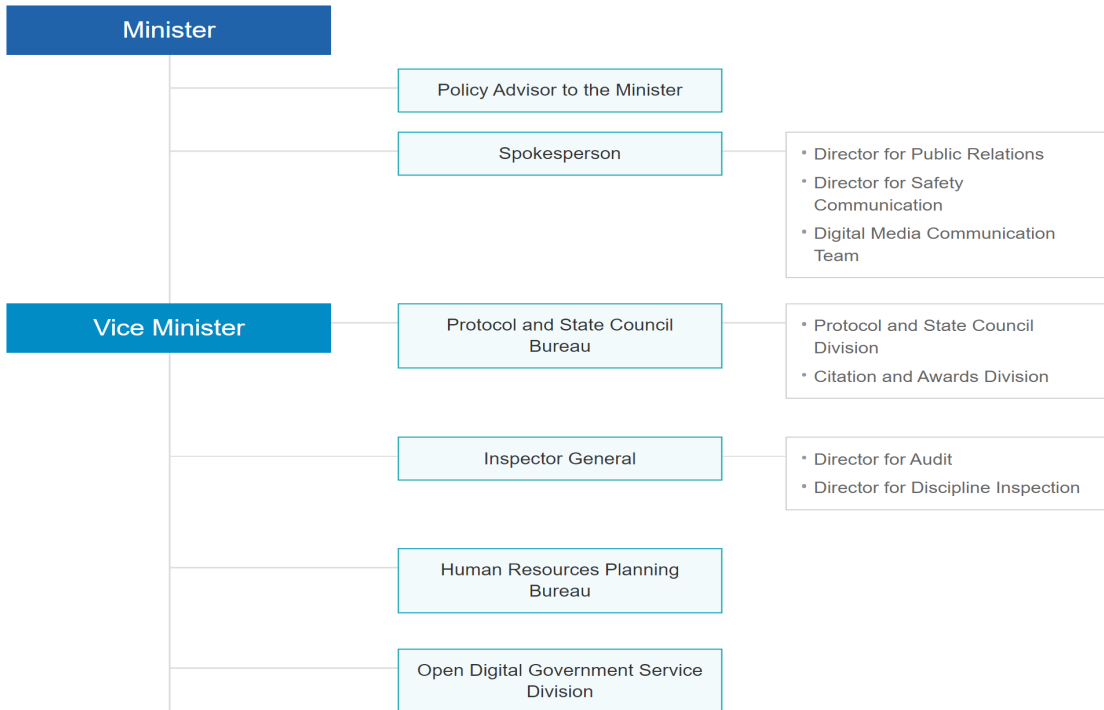 Minister
Policy Advisor to the Minister
Spokesperson
• Director for Public Relations
• Director for Safety
Communication
• Digital Media Communication
Team
Vice Minister
Protocol and State Council
Bureau
• Protocol and State Council
Division
• Citation and Awards Division
Inspector General
• Director for Audit
• Director for Discipline Inspection
Human Resources Planning
Bureau
Open Digital Government Service
Division